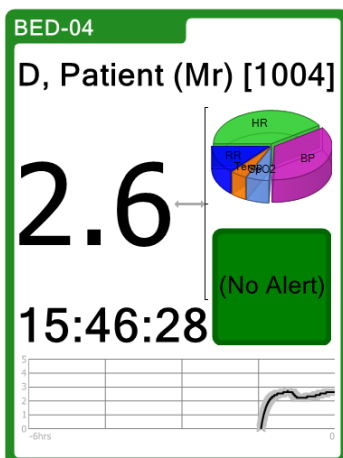 BED-04
D, Patient (Mr) [1004]
HR
RR
Temp
SpO2
BP
2.6
(No Alert)
15:46:28
5
4
3
2
1
0
-6hrs
0